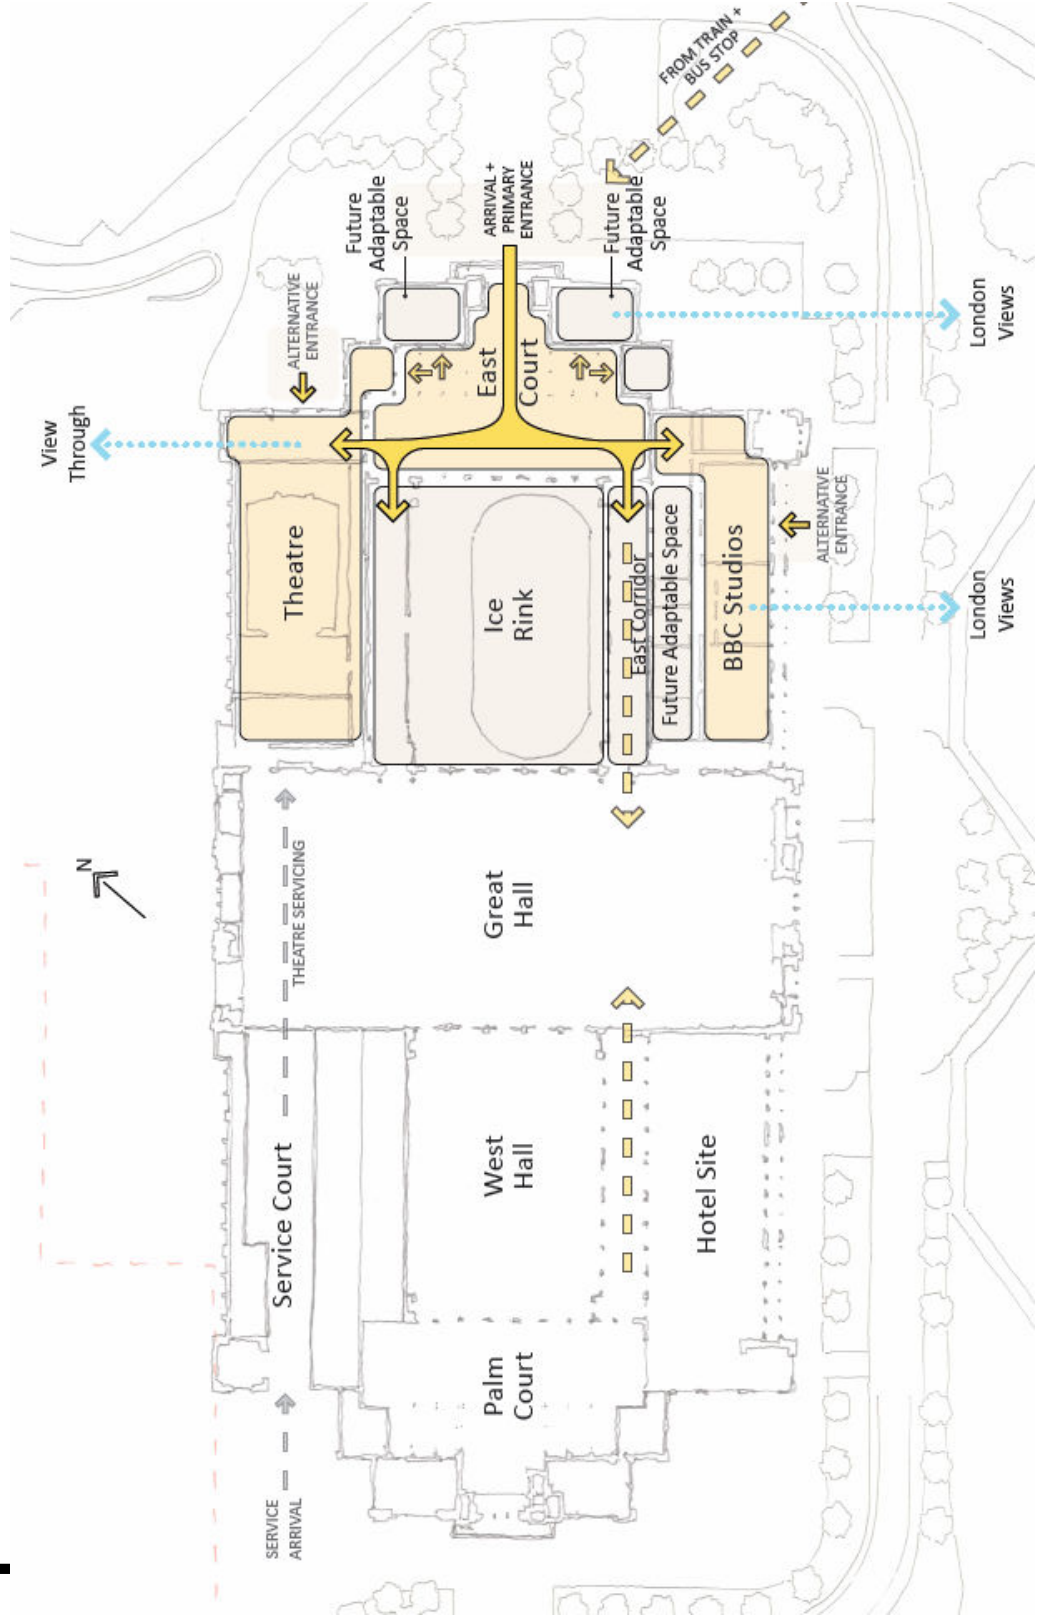 FROM TRAIN +
BUS STOP
ARRIVAL +
PRIMARY
ENTRANCE
Future
Adaptable
Space
Future
Adaptable
Space
ALTERNATIVE
ENTRANCE
London
Views
View
Through
East
Court
ALTERNATIVE
ENTRANCE
Theatre
Ice
Rink
East Corridor
Future Adaptable Space
BBC Studios
London
Views
N
THEATRE SERVICING
Great
Hall
Service Court
West
Hall
Hotel Site
Palm
Court
SERVICE
ARRIVAL